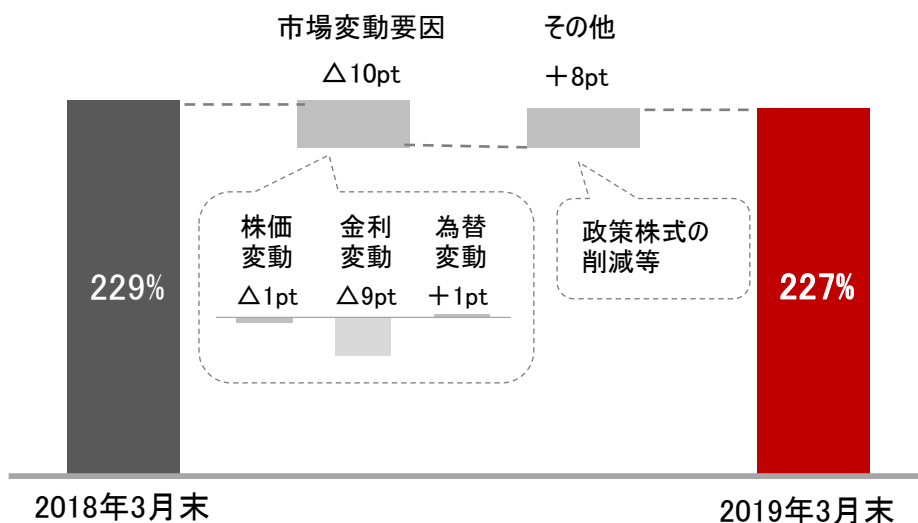 市場変動要因
△10pt
その他
＋8pt
株価
変動
△1pt
金利
変動
△9pt
為替
変動
＋1pt
政策株式の
削減等
229%
227%
2018年3月末
2019年3月末